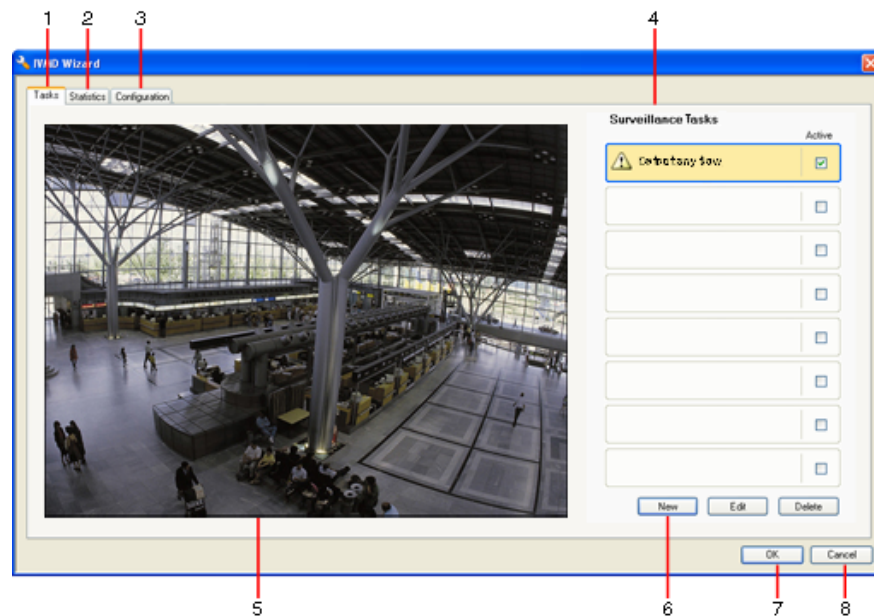 1 2 3 4
IVMD Wizard
Tasks Statistics Configuration
Surveillance Tasks
Active
New Edit Delete
OK Cancel
5 6 7 8